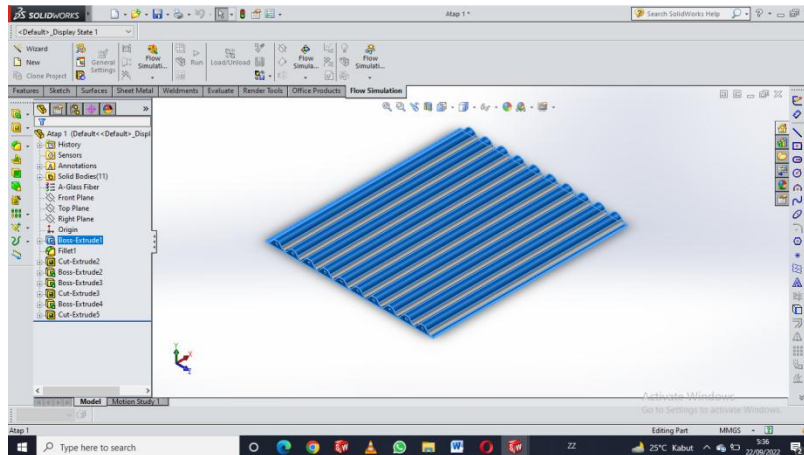 SOLIDWORKS
Atap 1 *
Search SolidWorks Help
<Default>_Display State 1
Wizard
New
Clone Project
General Settings
Flow Simulati...
Run
Load/Unload
Flow Simula...
Flow Simulati...
Features Sketch Surfaces Sheet Metal Weldments Evaluate Render Tools Office Products Flow Simulation
Atap 1 (Default<<Default>_Displ
History
Sensors
Annotations
Solid Bodies(11)
A-Glass Fiber
Front Plane
Top Plane
Right Plane
Origin
Boss-Extrude1
Fillet1
Cut-Extrude2
Boss-Extrude2
Boss-Extrude3
Cut-Extrude3
Boss-Extrude4
Cut-Extrude5
Activate Windows
Go to Settings to activate Windows.
Model Motion Study 1
Atap 1
Editing Part MMGS
Type here to search
ZZ
25°C Kabut
5:36
22/09/2022